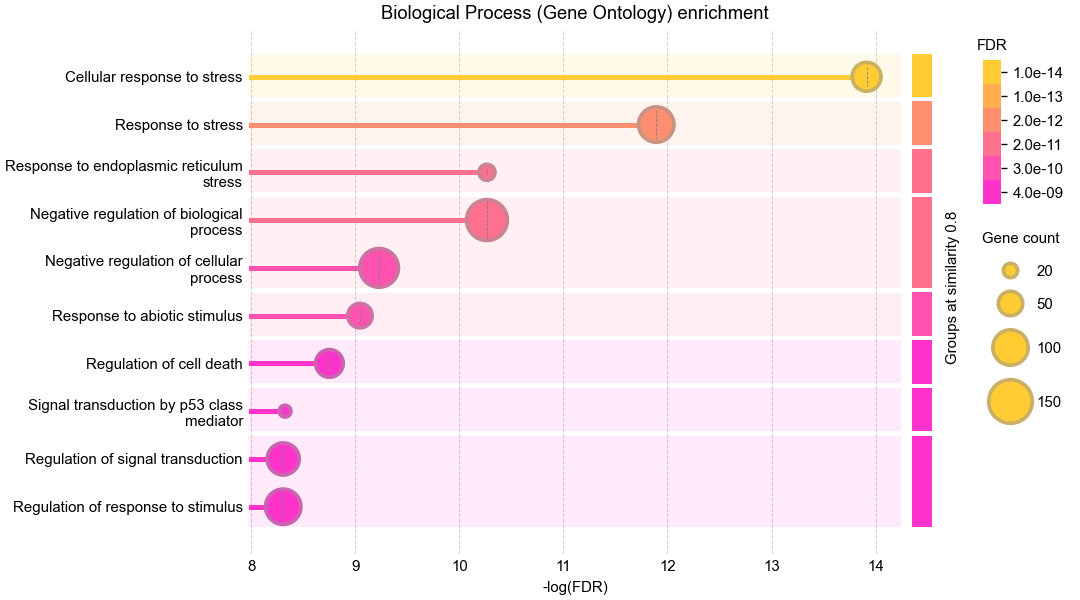 Biological Process (Gene Ontology) enrichment
Cellular response to stress
Response to stress
Response to endoplasmic reticulum
stress
Negative regulation of biological
process
Negative regulation of cellular
process
Response to abiotic stimulus
Regulation of cell death
Signal transduction by p53 class
mediator
Regulation of signal transduction
Regulation of response to stimulus
8 9 10 11 12 13 14
-log(FDR)
Groups at similarity 0.8
FDR
1.0e-14
1.0e-13
2.0e-12
2.0e-11
3.0e-10
4.0e-09
Gene count
20
50
100
150